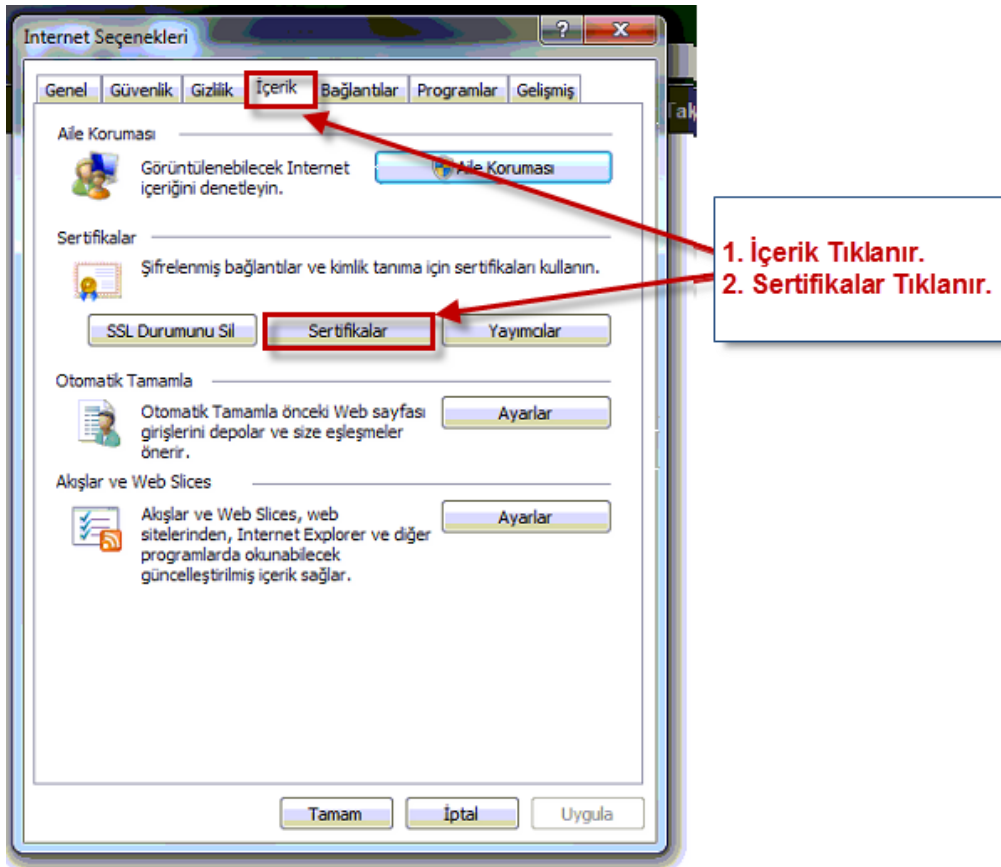 Internet Seçenekleri
Genel Güvenlik Gizlilik İçerik Bağlantılar Programlar Gelişmiş
Tak
Aile Koruması
Görüntülenebilecek Internet
içeriğini denetleyin.
Aile Koruması
Sertifikalar
Şifrelenmiş bağlantılar ve kimlik tanıma için sertifikaları kullanın.
SSL Durumunu Sil Sertifikalar Yayımcılar
1. İçerik Tıklanır.
2. Sertifikalar Tıklanır.
Otomatik Tamamla
Otomatik Tamamla önceki Web sayfası
girişlerini depolar ve size eşleşmeler
önerir.
Ayarlar
Akışlar ve Web Slices
Akışlar ve Web Slices, web
sitelerinden, Internet Explorer ve diğer
programlarda okunabilecek
güncelleştirilmiş içerik sağlar.
Ayarlar
Tamam İptal Uygula